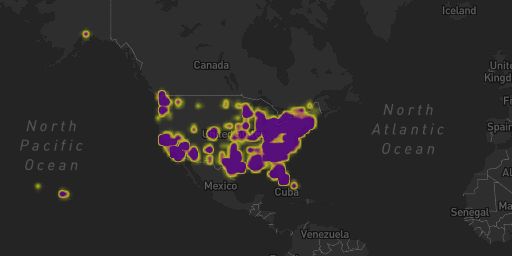 Iceland
Canada
United
Kingdom
North
Pacific
Ocean
North
Atlantic
Ocean
Spain
Mexico
Cuba
Senegal
Venezuela